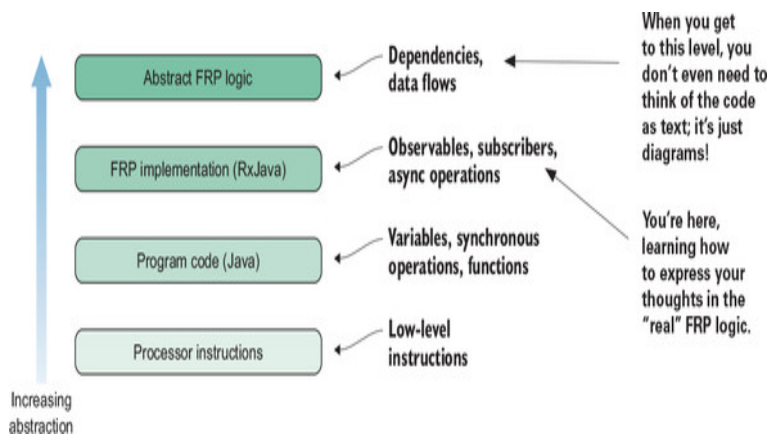 Abstract FRP logic
Dependencies,
data flows
When you get
to this level, you
don't even need to
think of the code
as text; it's just
diagrams!
FRP implementation (RxJava)
Observables, subscribers,
async operations
You're here,
learning how
to express your
thoughts in the
"real" FRP logic.
Program code (Java)
Variables, synchronous
operations, functions
Processor instructions
Low-level
instructions
Increasing
abstraction